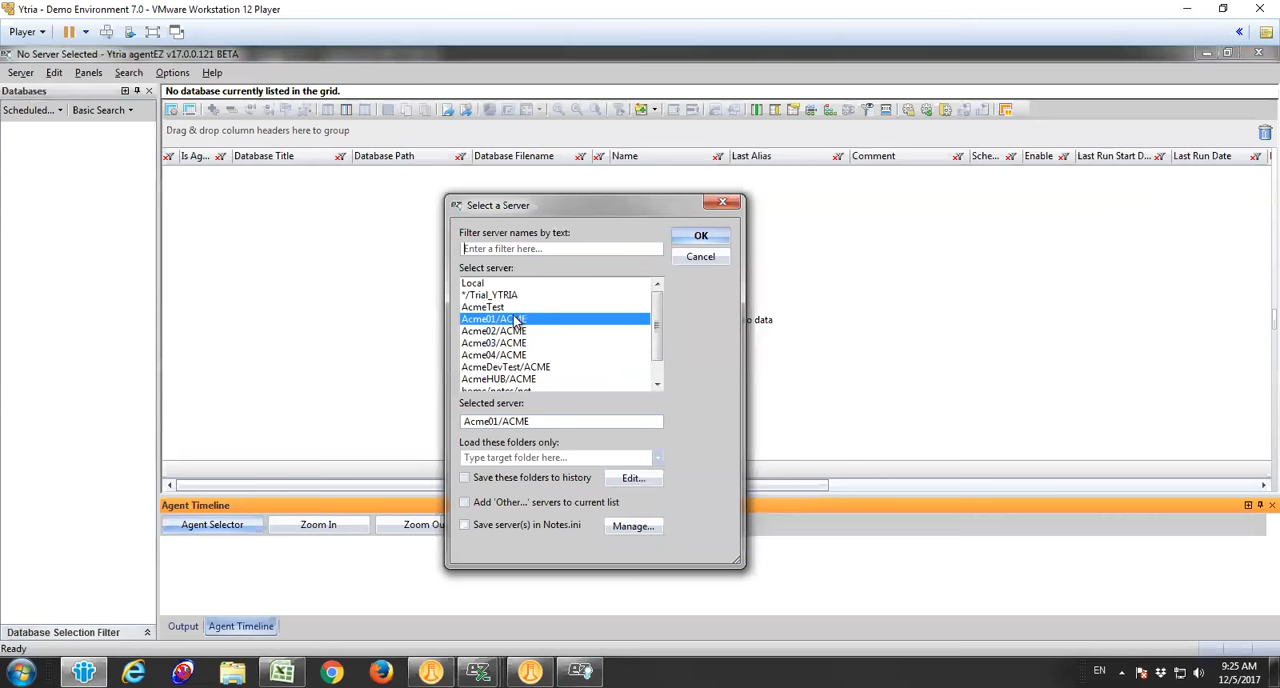 Ytria - Demo Environment 7.0 - VMware Workstation 12 Player
Player
No Server Selected - Ytria agentEZ v17.0.0.121 BETA
Server Edit Panels Search Options Help
Databases
No database currently listed in the grid.
Scheduled... Basic Search
Drag & drop column headers here to group
Is Ag... Database Title Database Path Database Filename Name Last Alias Comment Sche... Enable Last Run Start D... Last Run Date
Select a Server
Filter server names by text:
OK
Enter a filter here...
Cancel
Select server:
Local
*/Trial_YTRIA
AcmeTest
Acme01/ACME
o data
Acme02/ACME
Acme03/ACME
Acme04/ACME
AcmeDevTest/ACME
AcmeHUB/ACME
home/notes/net
Selected server:
Acme01/ACME
Load these folders only:
Type target folder here...
Save these folders to history Edit...
Add 'Other...' servers to current list
Save server(s) in Notes.ini Manage...
Agent Timeline
Agent Selector Zoom In Zoom Ou
Output Agent Timeline
Database Selection Filter
Ready
EN
9:25 AM
12/5/2017